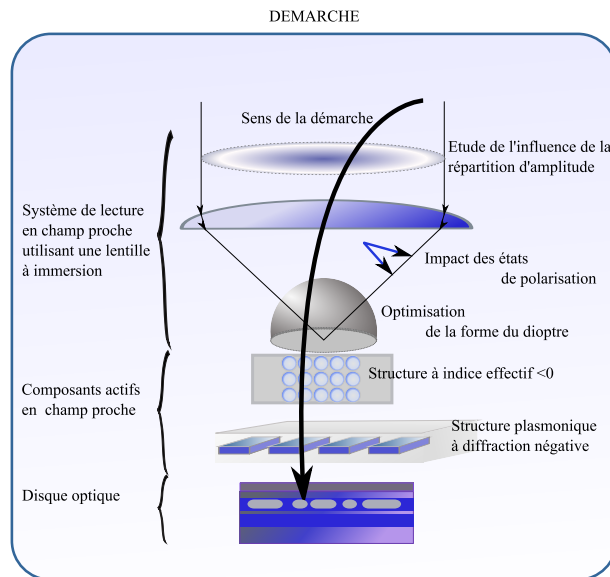 DEMARCHE
Sens de la démarche
Etude de l'influence de la
répartition d'amplitude
Système de lecture
en champ proche
utilisant une lentille
à immersion
Impact des états
de polarisation
Optimisation
de la forme du dioptre
Structure à indice effectif <0
Composants actifs
en champ proche
Structure plasmonique
à diffraction négative
Disque optique